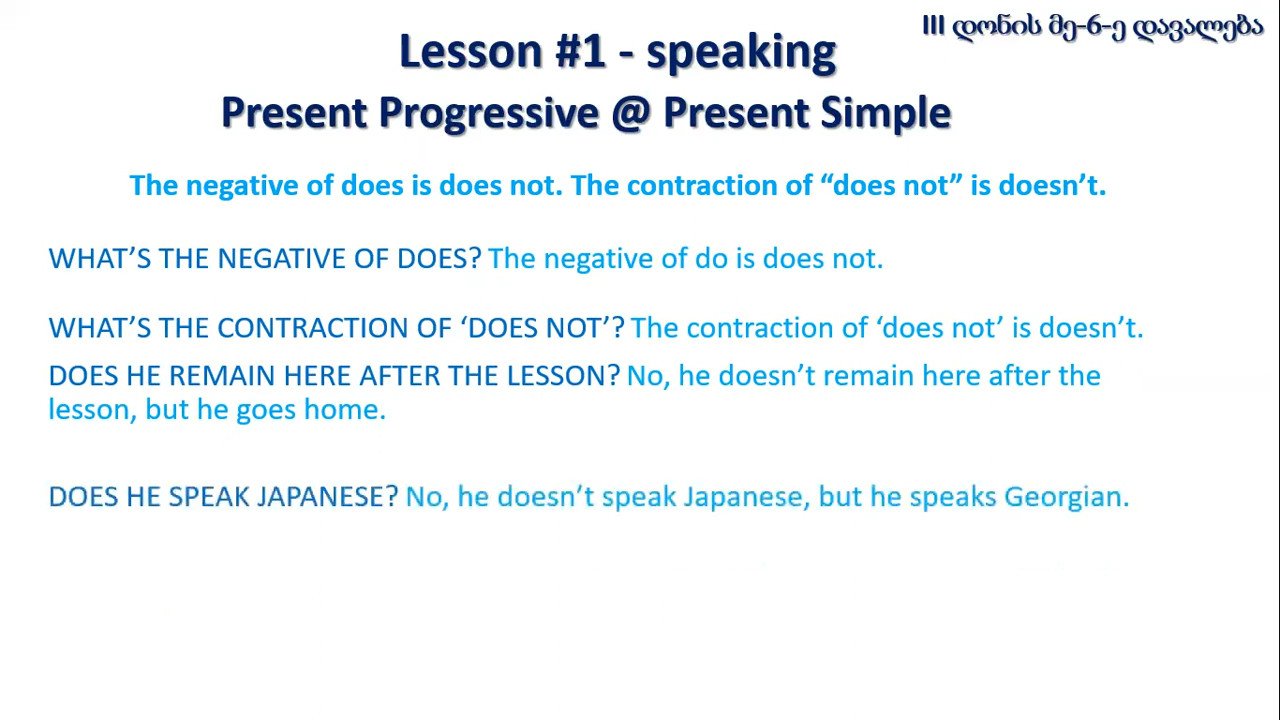 III დონის მე-6-ე დავალება
Lesson #1 - speaking
Present Progressive @ Present Simple
The negative of does is does not. The contraction of “does not” is doesn’t.
WHAT’S THE NEGATIVE OF DOES? The negative of do is does not.
WHAT’S THE CONTRACTION OF ‘DOES NOT’? The contraction of ‘does not’ is doesn’t.
DOES HE REMAIN HERE AFTER THE LESSON? No, he doesn’t remain here after the
lesson, but he goes home.
DOES HE SPEAK JAPANESE? No, he doesn’t speak Japanese, but he speaks Georgian.